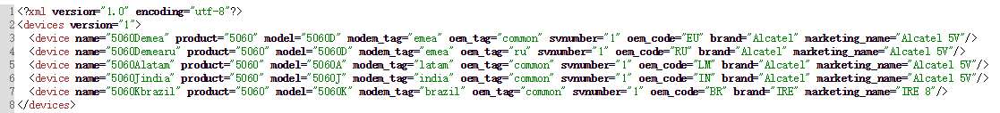 1 <?xml version="1.0" encoding="utf-8"?>
2 <devices version="1">
3 <device name="5060Demea" product="5060" model="5060D" modem_tag="emea" oem_tag="common" svnumber="1" oem_code="EU" brand="Alcatel" marketing_name="Alcatel 5V"/>
4 <device name="5060Demearu" product="5060" model="5060D" modem_tag="emea" oem_tag="ru" svnumber="1" oem_code="RU" brand="Alcatel" marketing_name="Alcatel 5V"/>
5 <device name="5060Alatam" product="5060" model="5060A" modem_tag="latam" oem_tag="common" svnumber="1" oem_code="LM" brand="Alcatel" marketing_name="Alcatel 5V"/>
6 <device name="5060Jindia" product="5060" model="5060J" modem_tag="india" oem_tag="common" svnumber="1" oem_code="IN" brand="Alcatel" marketing_name="Alcatel 5V"/>
7 <device name="5060Kbrazil" product="5060" model="5060K" modem_tag="brazil" oem_tag="common" svnumber="1" oem_code="BR" brand="IRE" marketing_name="IRE 8"/>
8 </devices>